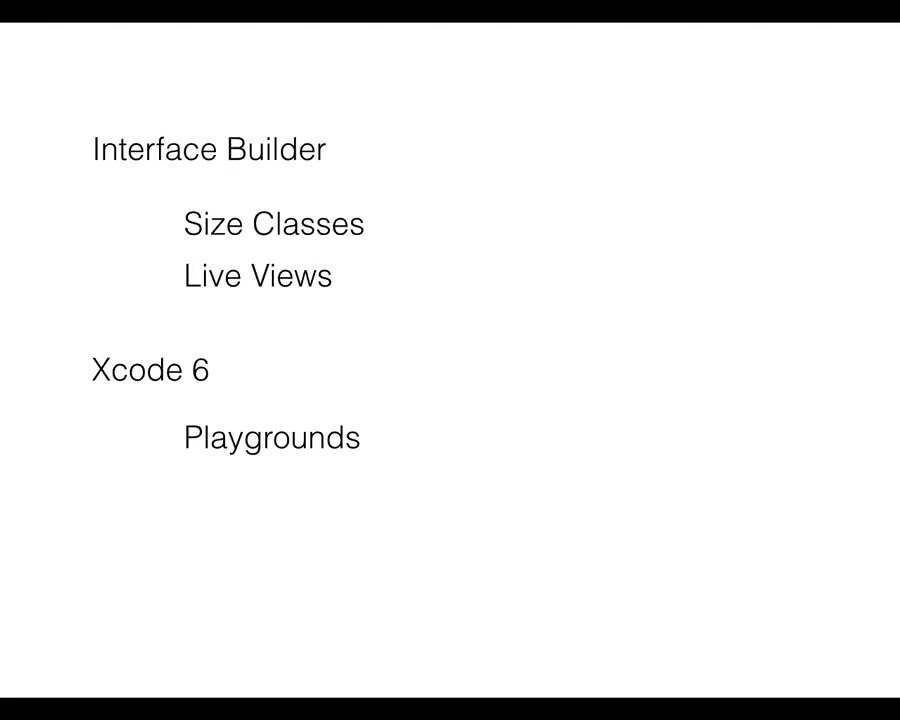 Interface Builder
Size Classes
Live Views
Xcode 6
Playgrounds